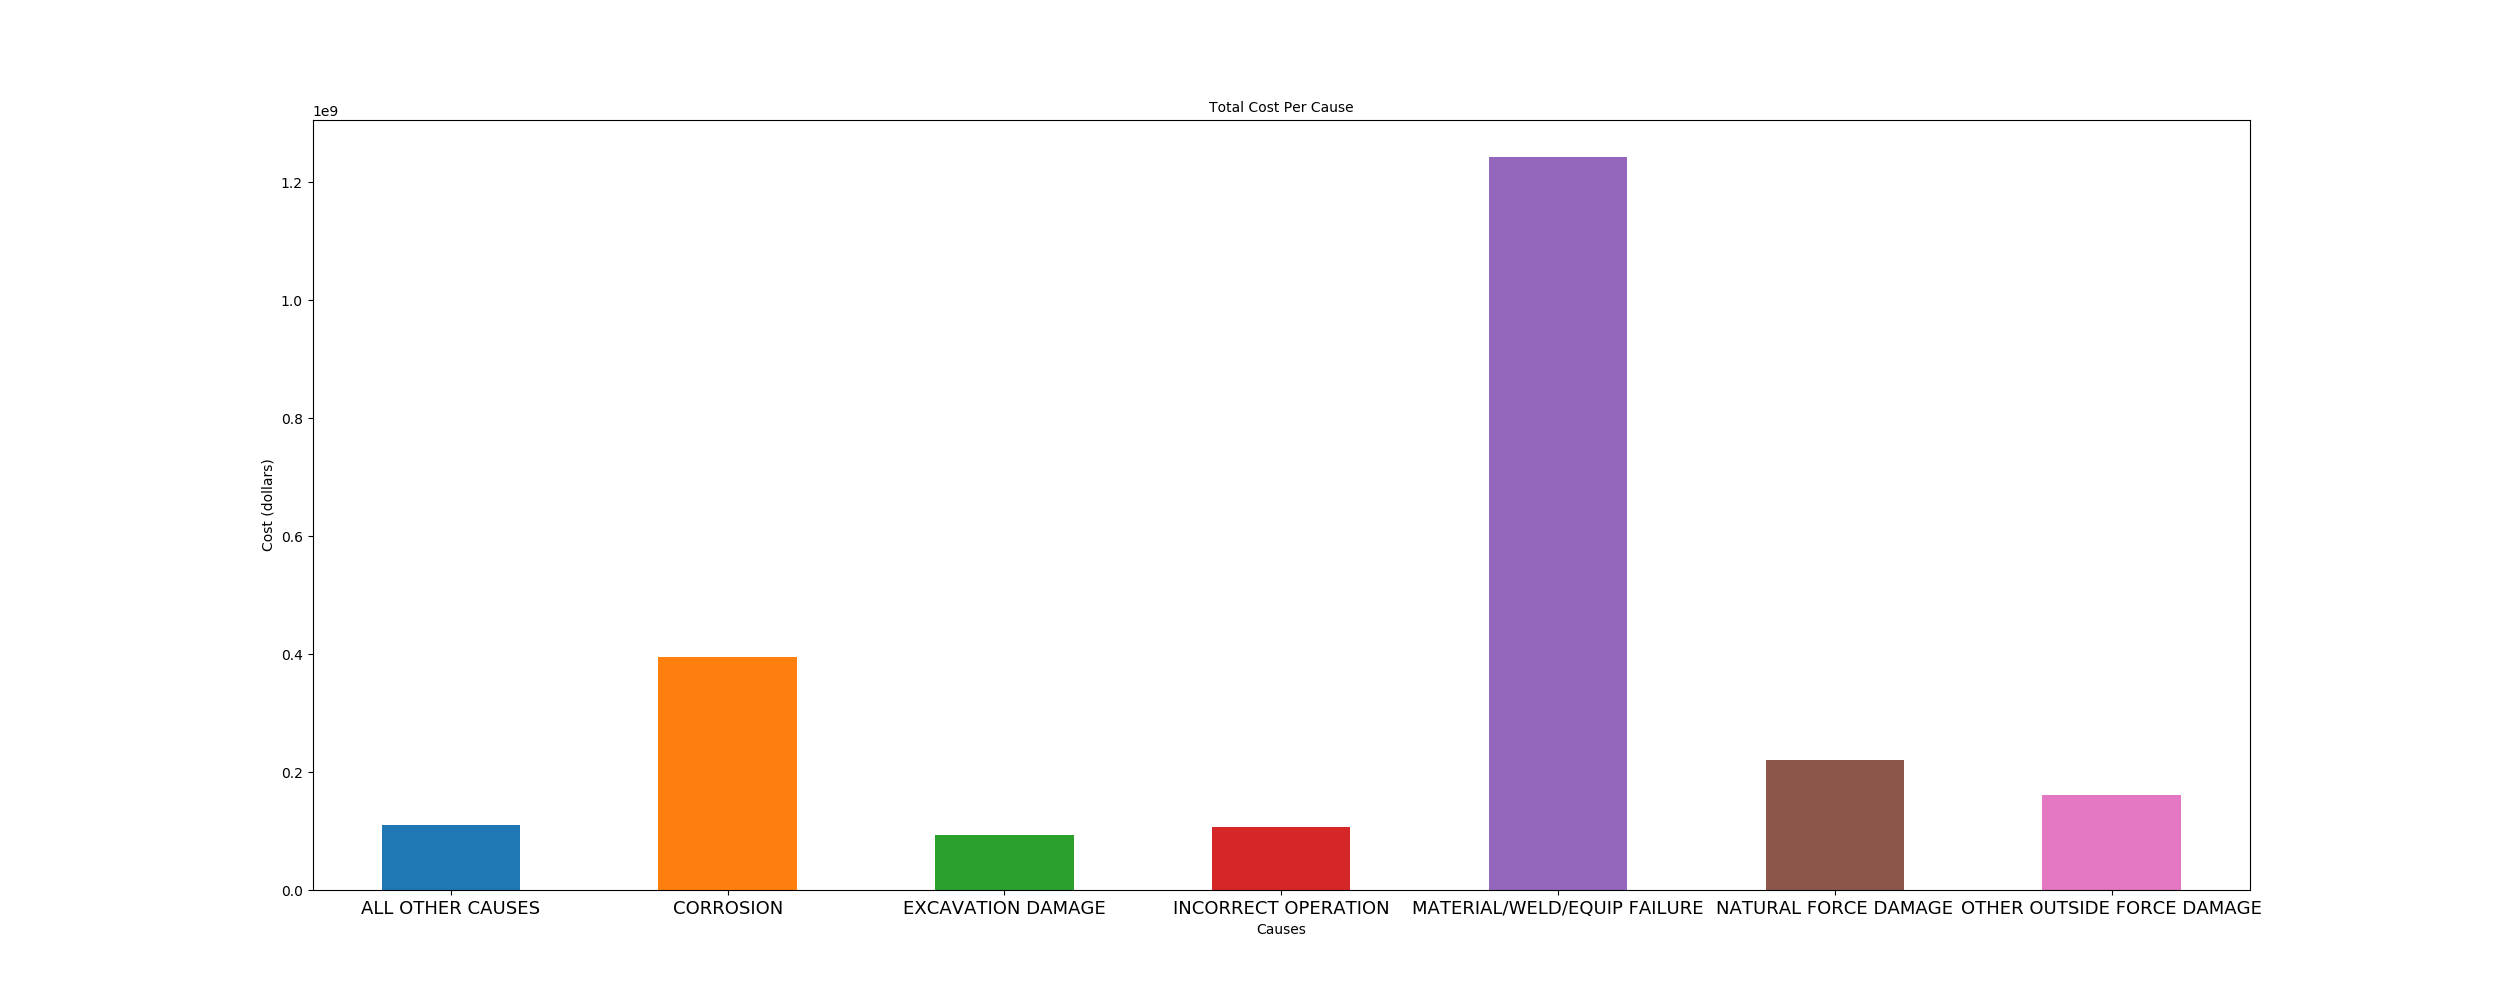 Total Cost Per Cause
1e9
1.2
1.0
0.8
0.6
0.4
0.2
0.0
Cost (dollars)
ALL OTHER CAUSES CORROSION EXCAVATION DAMAGE INCORRECT OPERATION MATERIAL/WELD/EQUIP FAILURE NATURAL FORCE DAMAGE OTHER OUTSIDE FORCE DAMAGE
Causes